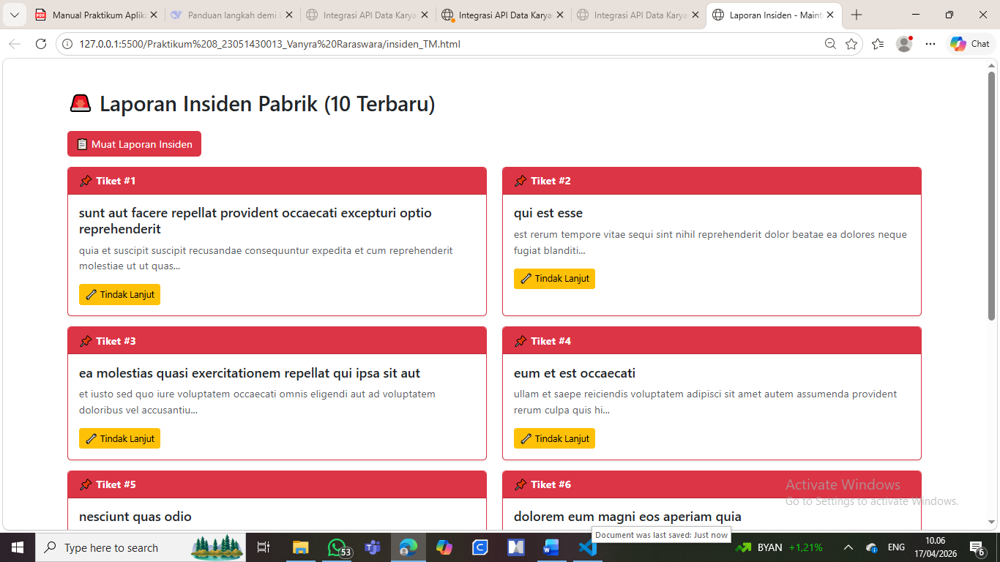 Manual Praktikum Aplika
Panduan langkah demi l
Integrasi API Data Karya
Integrasi API Data Karya
Integrasi API Data Karya
Laporan Insiden - Maint
127.0.0.1:5500/Praktikum%208_23051430013_Vanyra%20Raraswara/insiden_TM.html
Chat
Laporan Insiden Pabrik (10 Terbaru)
Muat Laporan Insiden
Tiket #1
sunt aut facere repellat provident occaecati excepturi optio
reprehenderit
quia et suscipit suscipit recusandae consequuntur expedita et cum reprehenderit
molestiae ut ut quas...
Tindak Lanjut
Tiket #2
qui est esse
est rerum tempore vitae sequi sint nihil reprehenderit dolor beatae ea dolores neque
fugiat blanditi...
Tindak Lanjut
Tiket #3
ea molestias quasi exercitationem repellat qui ipsa sit aut
et iusto sed quo iure voluptatem occaecati omnis eligendi aut ad voluptatem
doloribus vel accusantiu...
Tindak Lanjut
Tiket #4
eum et est occaecati
ullam et saepe reiciendis voluptatem adipisci sit amet autem assumenda provident
rerum culpa quis hi...
Tindak Lanjut
Tiket #5
nesciunt quas odio
Tiket #6
dolorem eum magni eos aperiam quia
Activate Windows
Go to Settings to activate Windows.
Document was last saved: Just now
Type here to search
53
BYAN +1,21%
ENG
10.06
17/04/2026
6